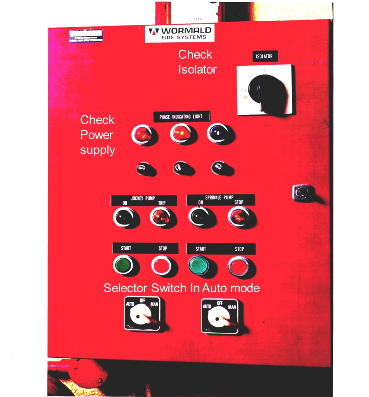 WORMALD
FIRE SYSTEMS
Check
Isolator
ISOLATOR
Check
Power
supply
PHASE INDICATING LIGHT
JOCKEY PUMP
ON TRIP
SPRINKLE PUMP
ON STOP
START STOP
START STOP
Selector Switch In Auto mode
AUTO OFF MAN
AUTO OFF MAN